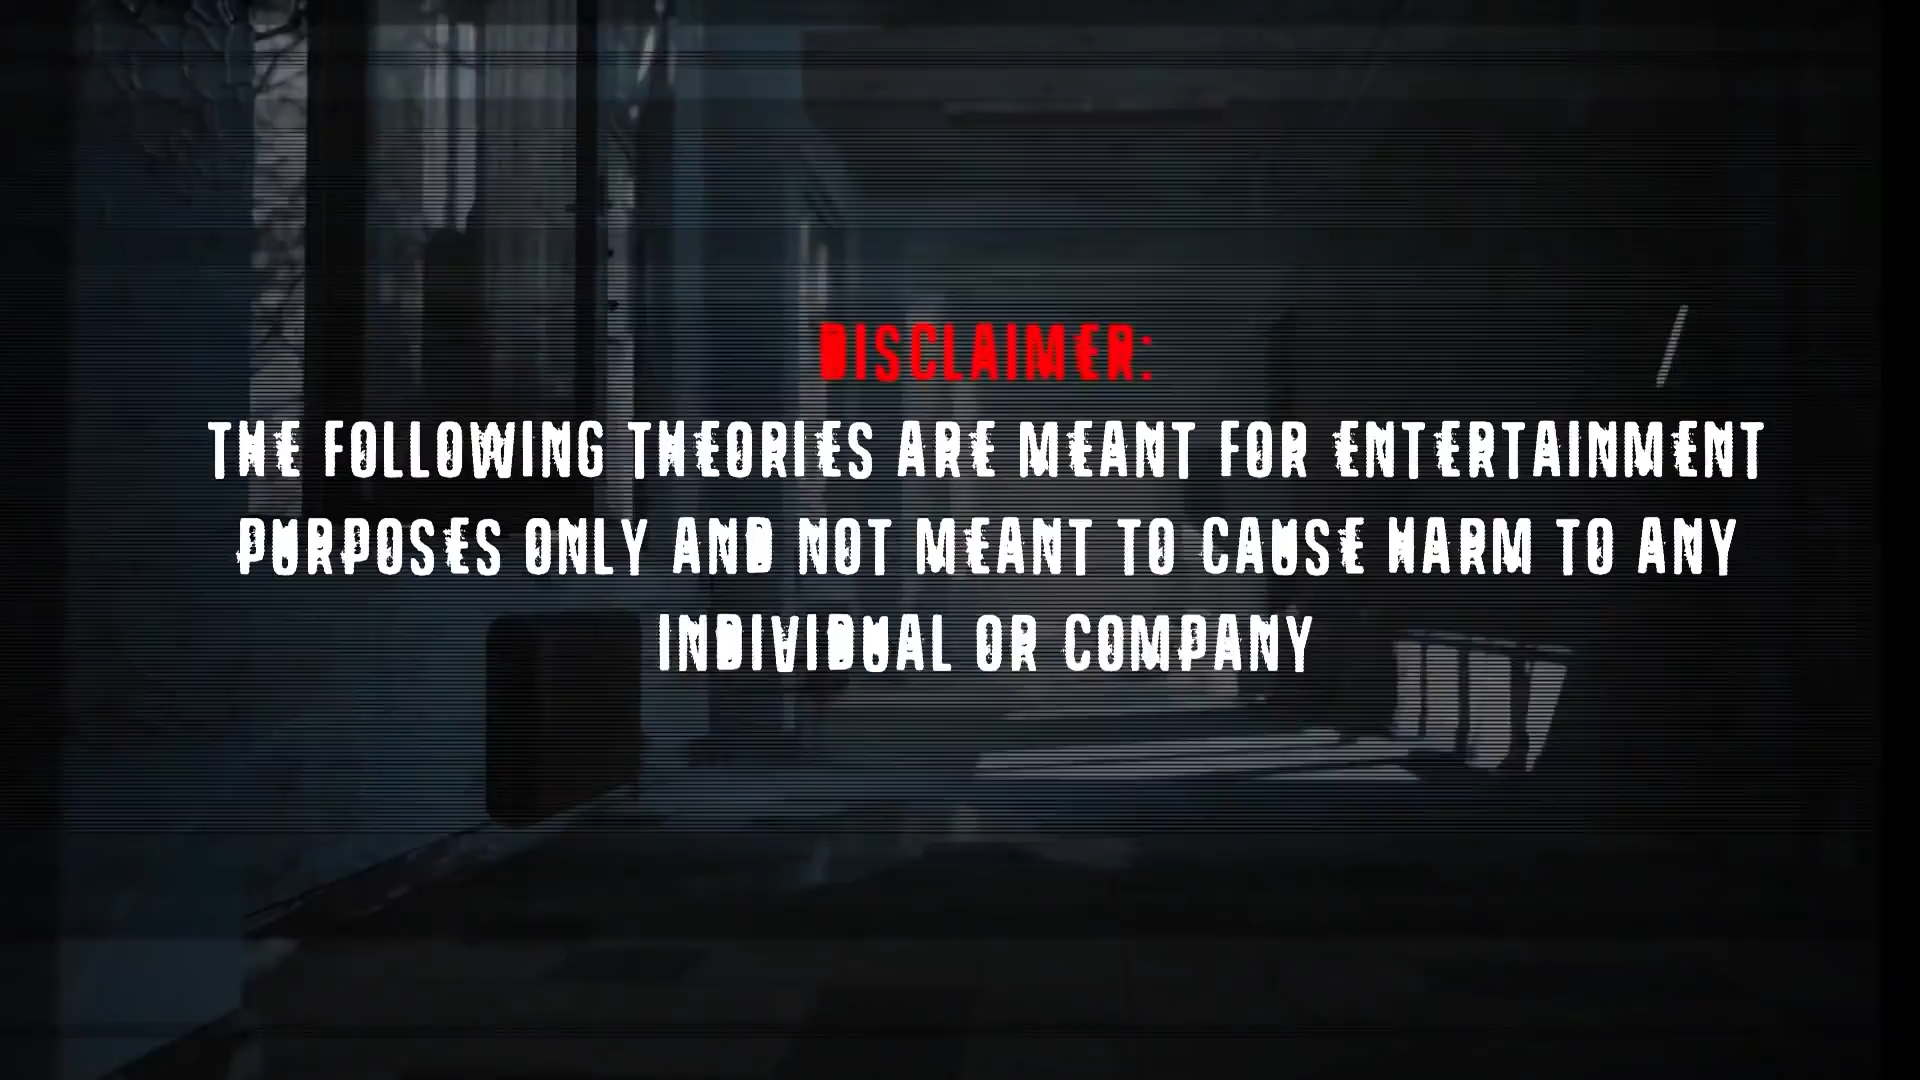 DISCLAIMER:
THE FOLLOWING THEORIES ARE MEANT FOR ENTERTAINMENT
PURPOSES ONLY AND NOT MEANT TO CAUSE HARM TO ANY
INDIVIDUAL OR COMPANY